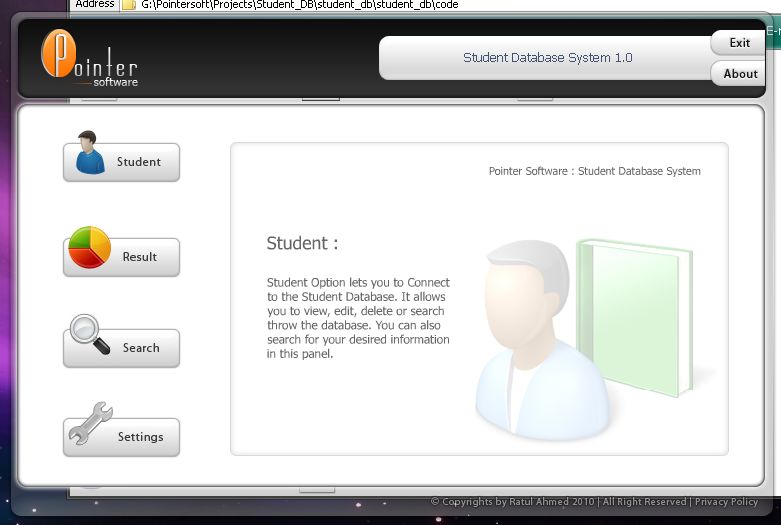 Address G:\Pointersoft\Projects\Student_DB\student_db\student_db\code
Pointer
software
Student Database System 1.0
Exit
About
Student
Result
Search
Settings
Pointer Software : Student Database System
Student :
Student Option lets you to Connect
to the Student Database. It allows
you to view, edit, delete or search
throw the database. You can also
search for your desired information
in this panel.
© Copyrights by Ratul Ahmed 2010 | All Right Reserved | Privacy Policy